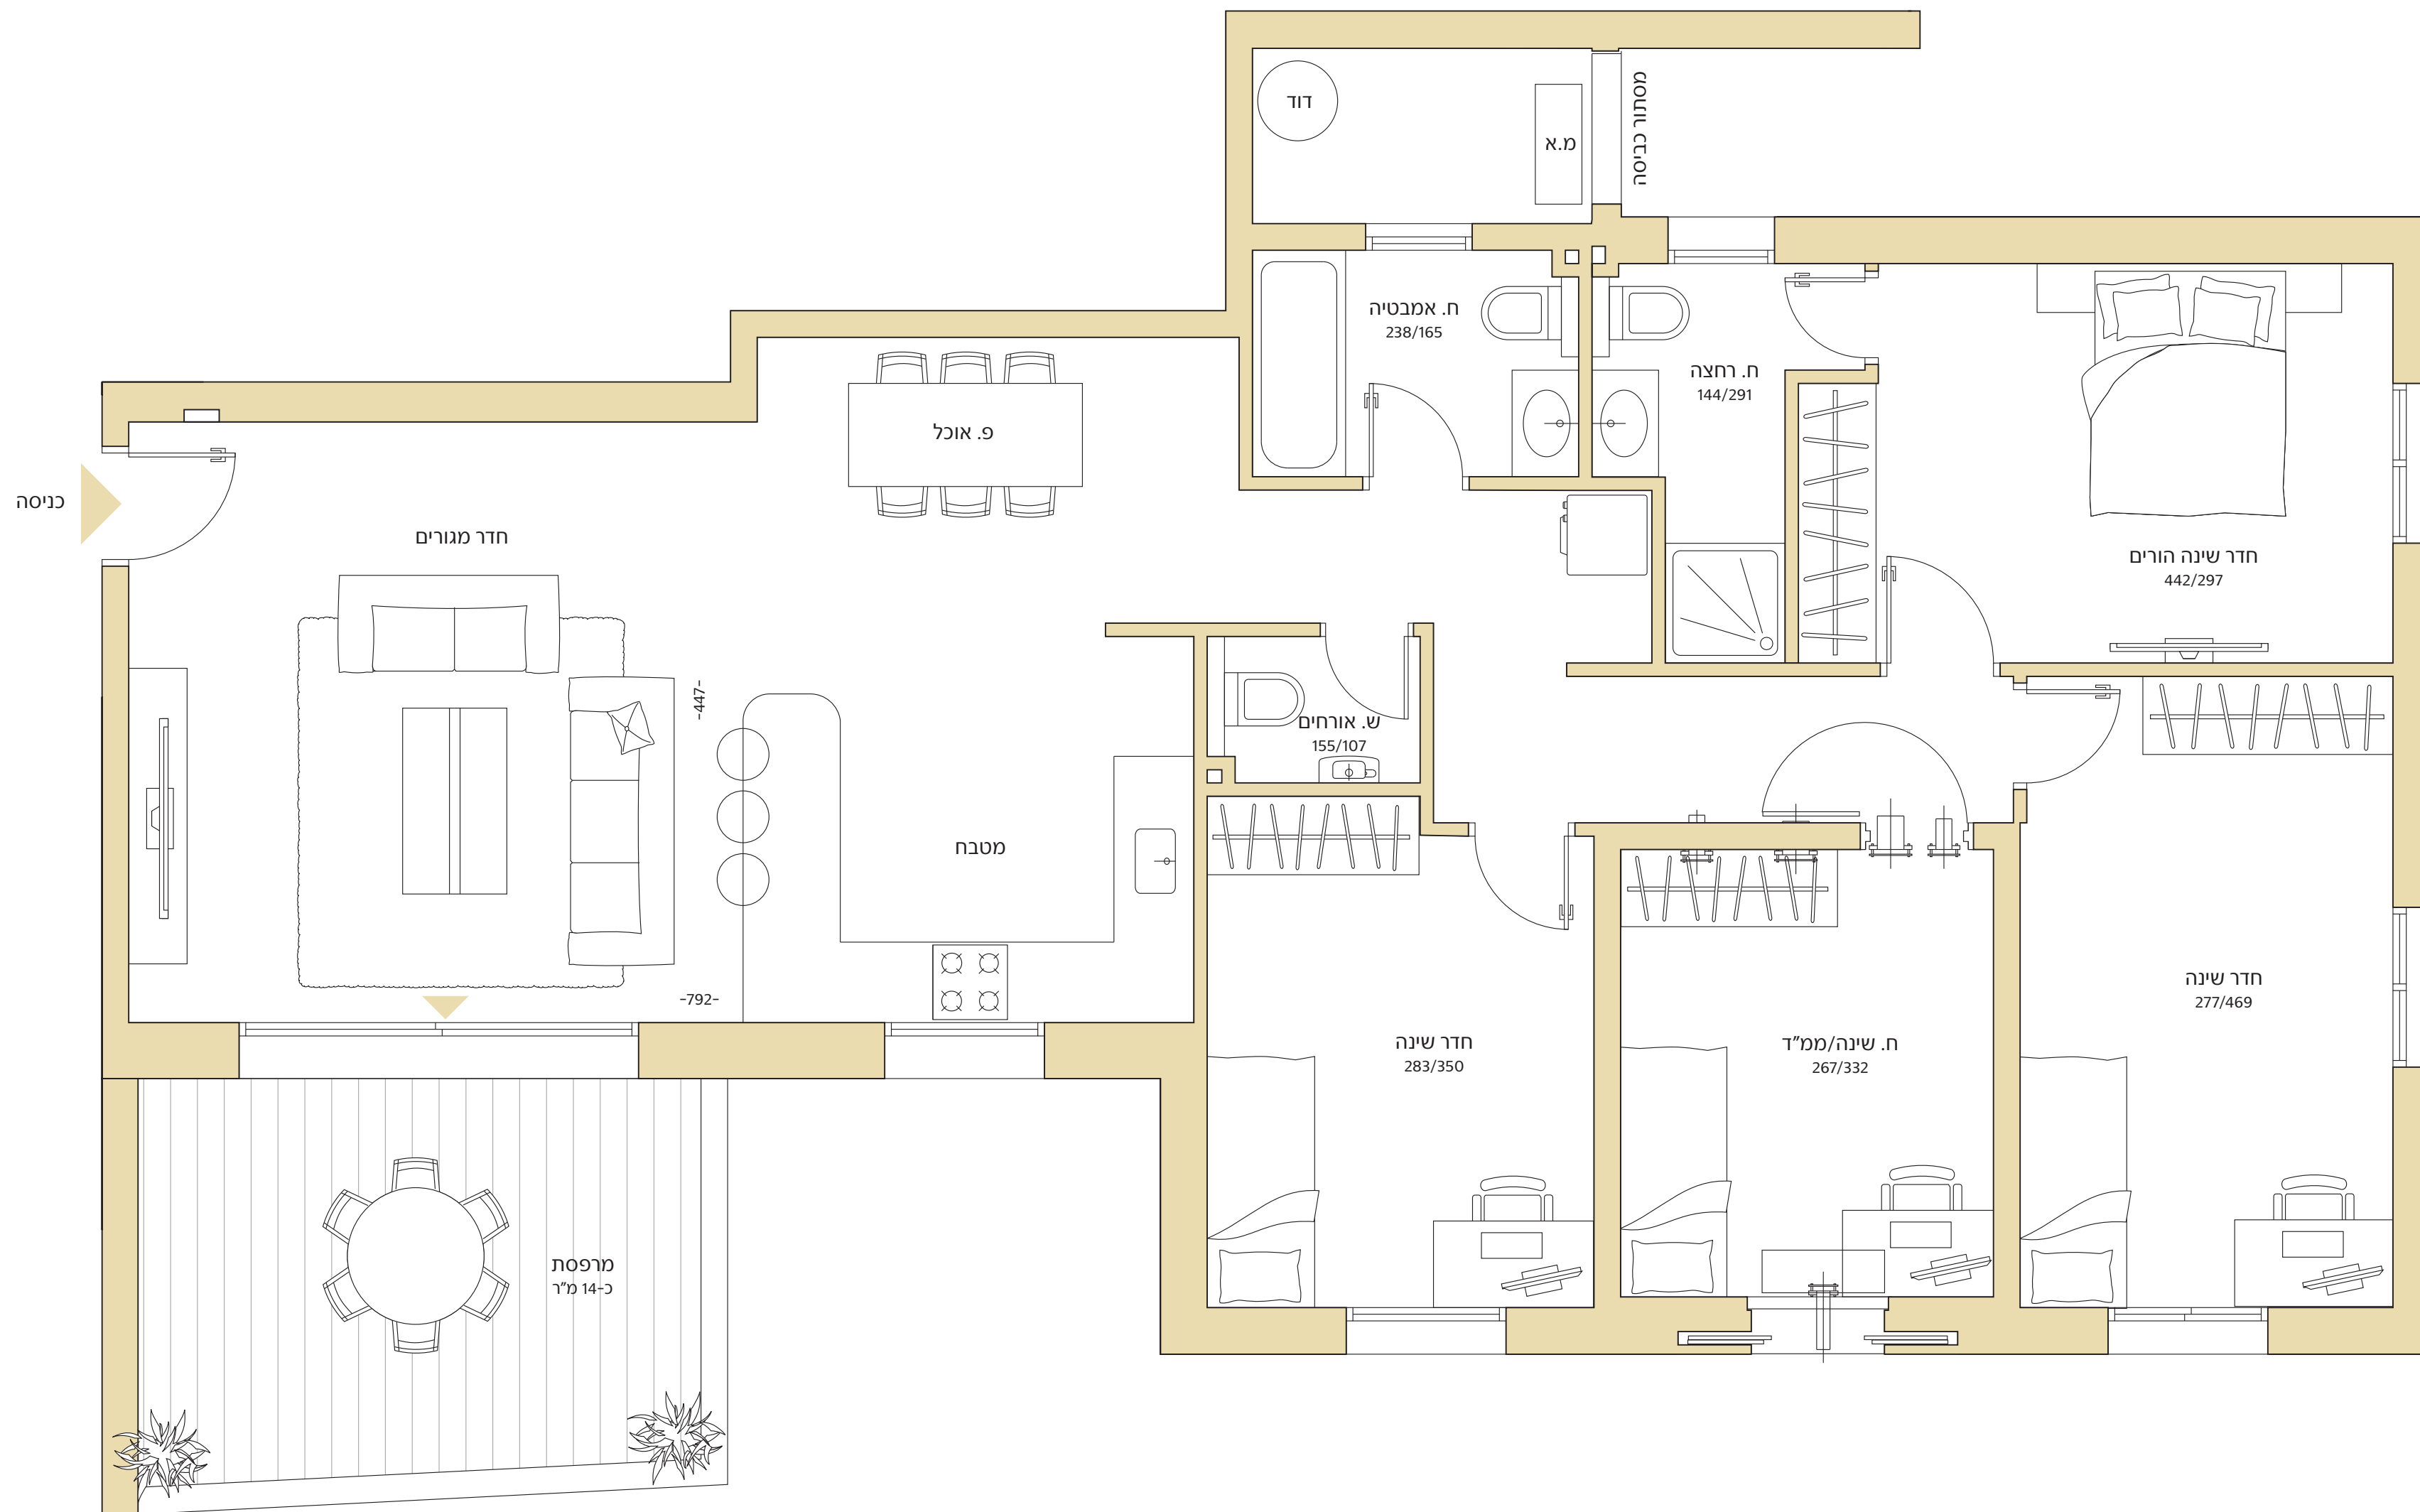 דוד
מ.א
מסתור כביסה
ח. אמבטיה
238/165
ח. רחצה
144/291
פ. אוכל
כניסה
חדר מגורים
חדר שינה הורים
442/297
-447-
ש. אורחים
155/107
מטבח
-792-
חדר שינה
277/469
חדר שינה
283/350
ח. שינה/ממ"ד
267/332
מרפסת
כ-14 מ"ר